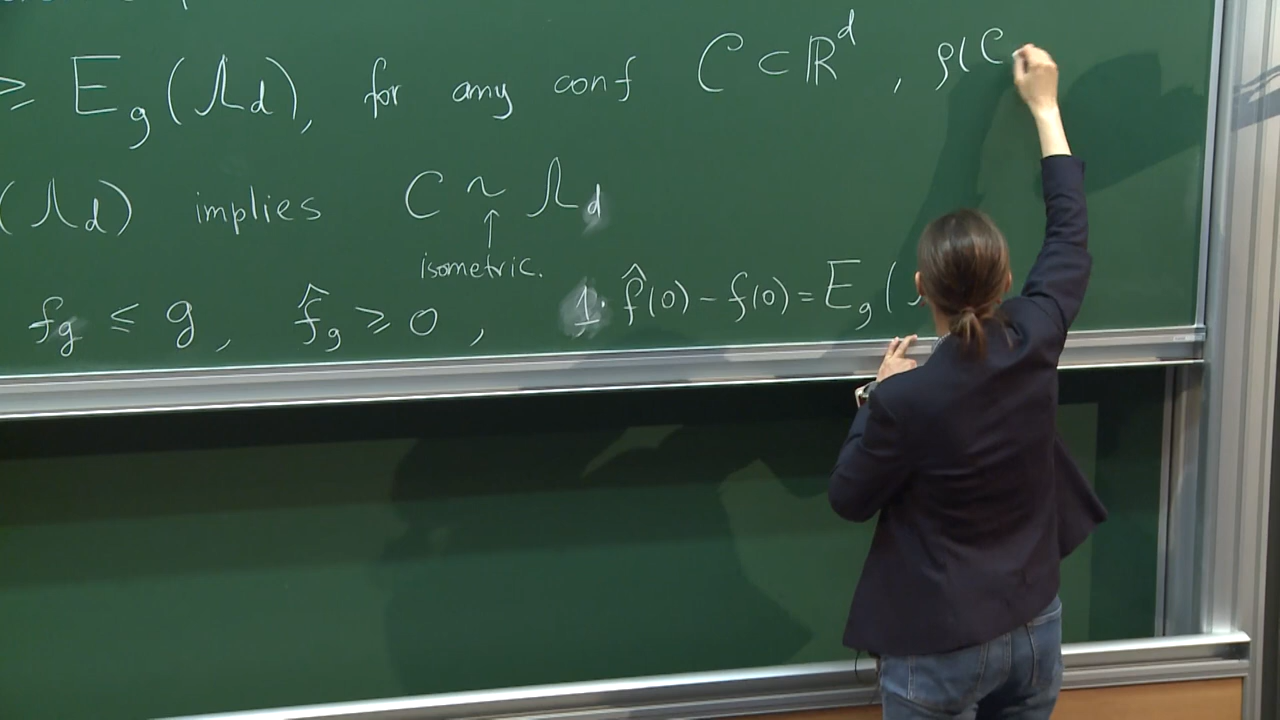 ≥ E_g(Λ_d), for any conf C ⊂ ℝ^d, ρ(C
(Λ_d) implies C ~ Λ_d
↑
isometric.
f_g ≤ g, f̂_g ≥ 0, 1· f̂(0) − f(0) = E_g(